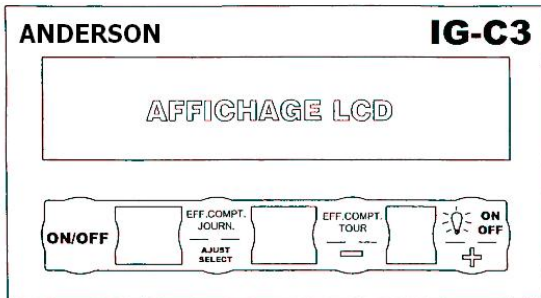 ANDERSON IG-C3
AFFICHAGE LCD
ON/OFF
EFF.COMPT.
JOURN.
AJUST
SELECT
EFF.COMPT.
TOUR
—
ON
OFF
+